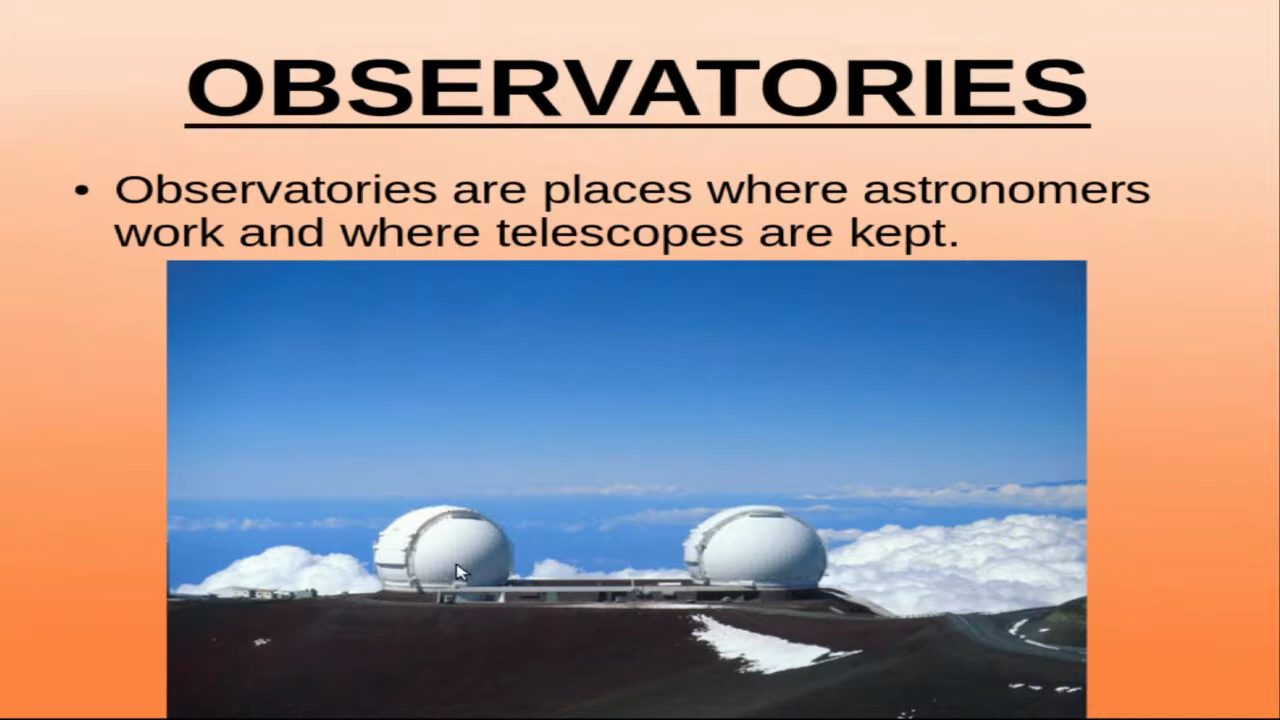 OBSERVATORIES
• Observatories are places where astronomers
work and where telescopes are kept.